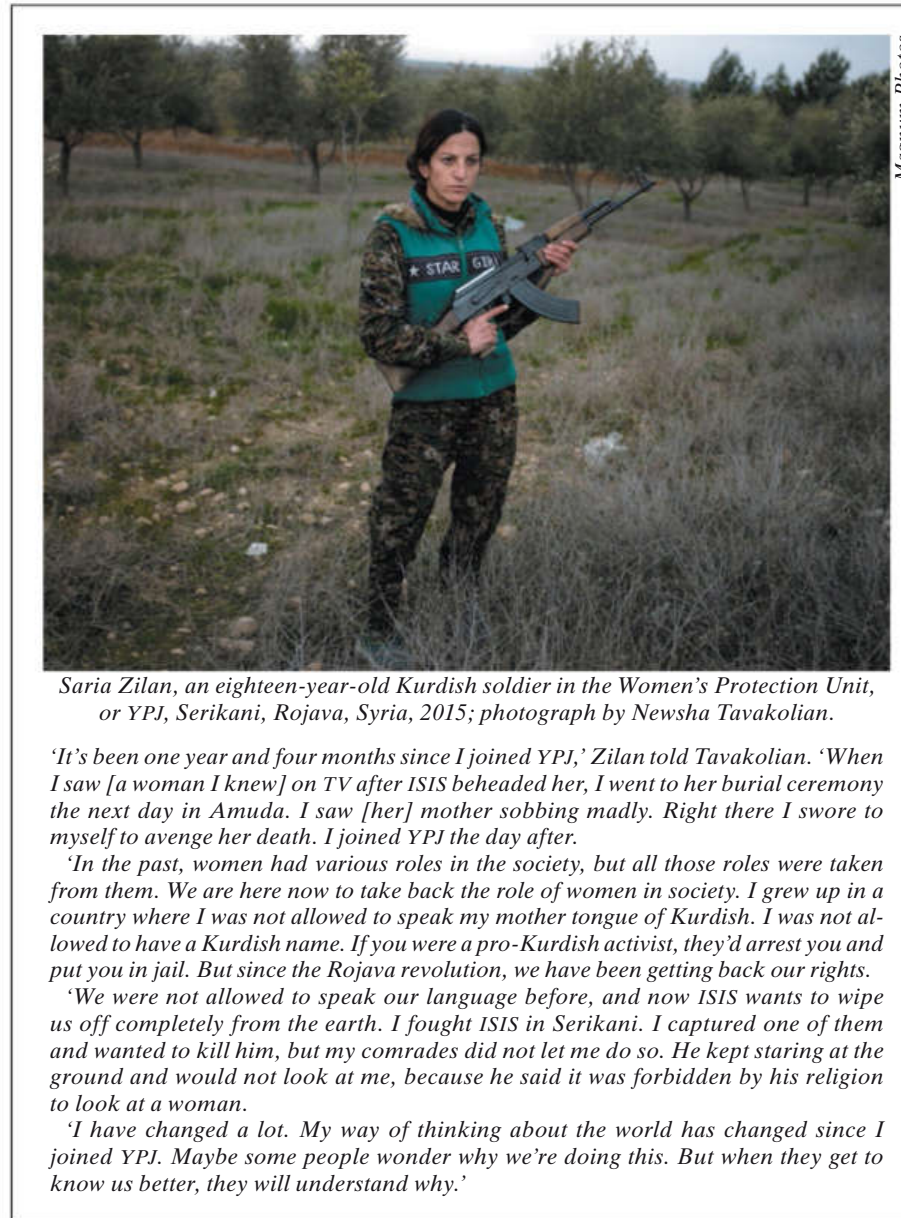 Magnum Photos
★ STAR GIRL
Saria Zilan, an eighteen-year-old Kurdish soldier in the Women’s Protection Unit,
or YPJ, Serikani, Rojava, Syria, 2015; photograph by Newsha Tavakolian.
‘It’s been one year and four months since I joined YPJ,’ Zilan told Tavakolian. ‘When
I saw [a woman I knew] on TV after ISIS beheaded her, I went to her burial ceremony
the next day in Amuda. I saw [her] mother sobbing madly. Right there I swore to
myself to avenge her death. I joined YPJ the day after.
‘In the past, women had various roles in the society, but all those roles were taken
from them. We are here now to take back the role of women in society. I grew up in a
country where I was not allowed to speak my mother tongue of Kurdish. I was not al-
lowed to have a Kurdish name. If you were a pro-Kurdish activist, they’d arrest you and
put you in jail. But since the Rojava revolution, we have been getting back our rights.
‘We were not allowed to speak our language before, and now ISIS wants to wipe
us off completely from the earth. I fought ISIS in Serikani. I captured one of them
and wanted to kill him, but my comrades did not let me do so. He kept staring at the
ground and would not look at me, because he said it was forbidden by his religion
to look at a woman.
‘I have changed a lot. My way of thinking about the world has changed since I
joined YPJ. Maybe some people wonder why we’re doing this. But when they get to
know us better, they will understand why.’